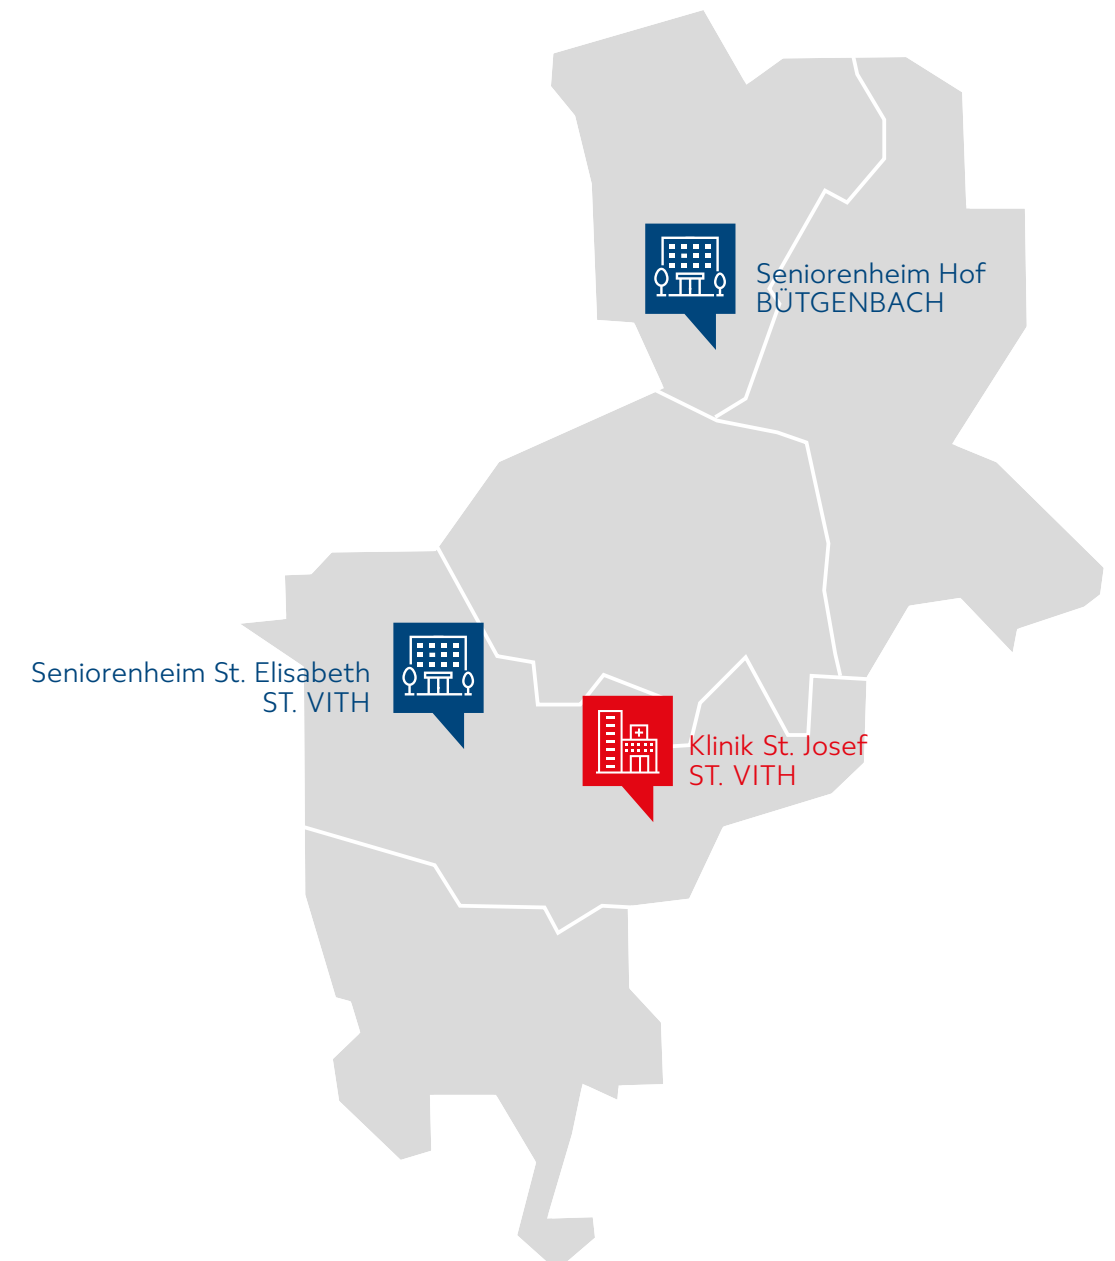 Seniorenheim Hof
BÜTGENBACH
Seniorenheim St. Elisabeth
ST. VITH
Klinik St. Josef
ST. VITH